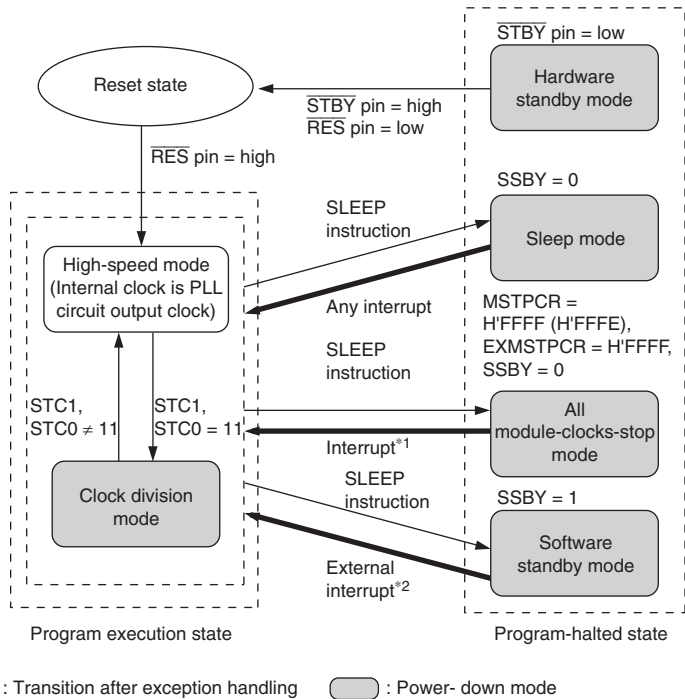 STBY pin = low
Reset state
Hardware
standby mode
STBY pin = high
RES pin = low
RES pin = high
SSBY = 0
SLEEP
instruction
Sleep mode
High-speed mode
(Internal clock is PLL
circuit output clock)
Any interrupt
MSTPCR =
H'FFFF (H'FFFE),
EXMSTPCR = H'FFFF,
SSBY = 0
SLEEP
instruction
STC1,
STC0 ≠ 11
STC1,
STC0 = 11
All
module-clocks-stop
mode
Interrupt*1
SLEEP
instruction
SSBY = 1
Clock division
mode
Software
standby mode
External
interrupt*2
Program execution state
Program-halted state
: Transition after exception handling
: Power- down mode